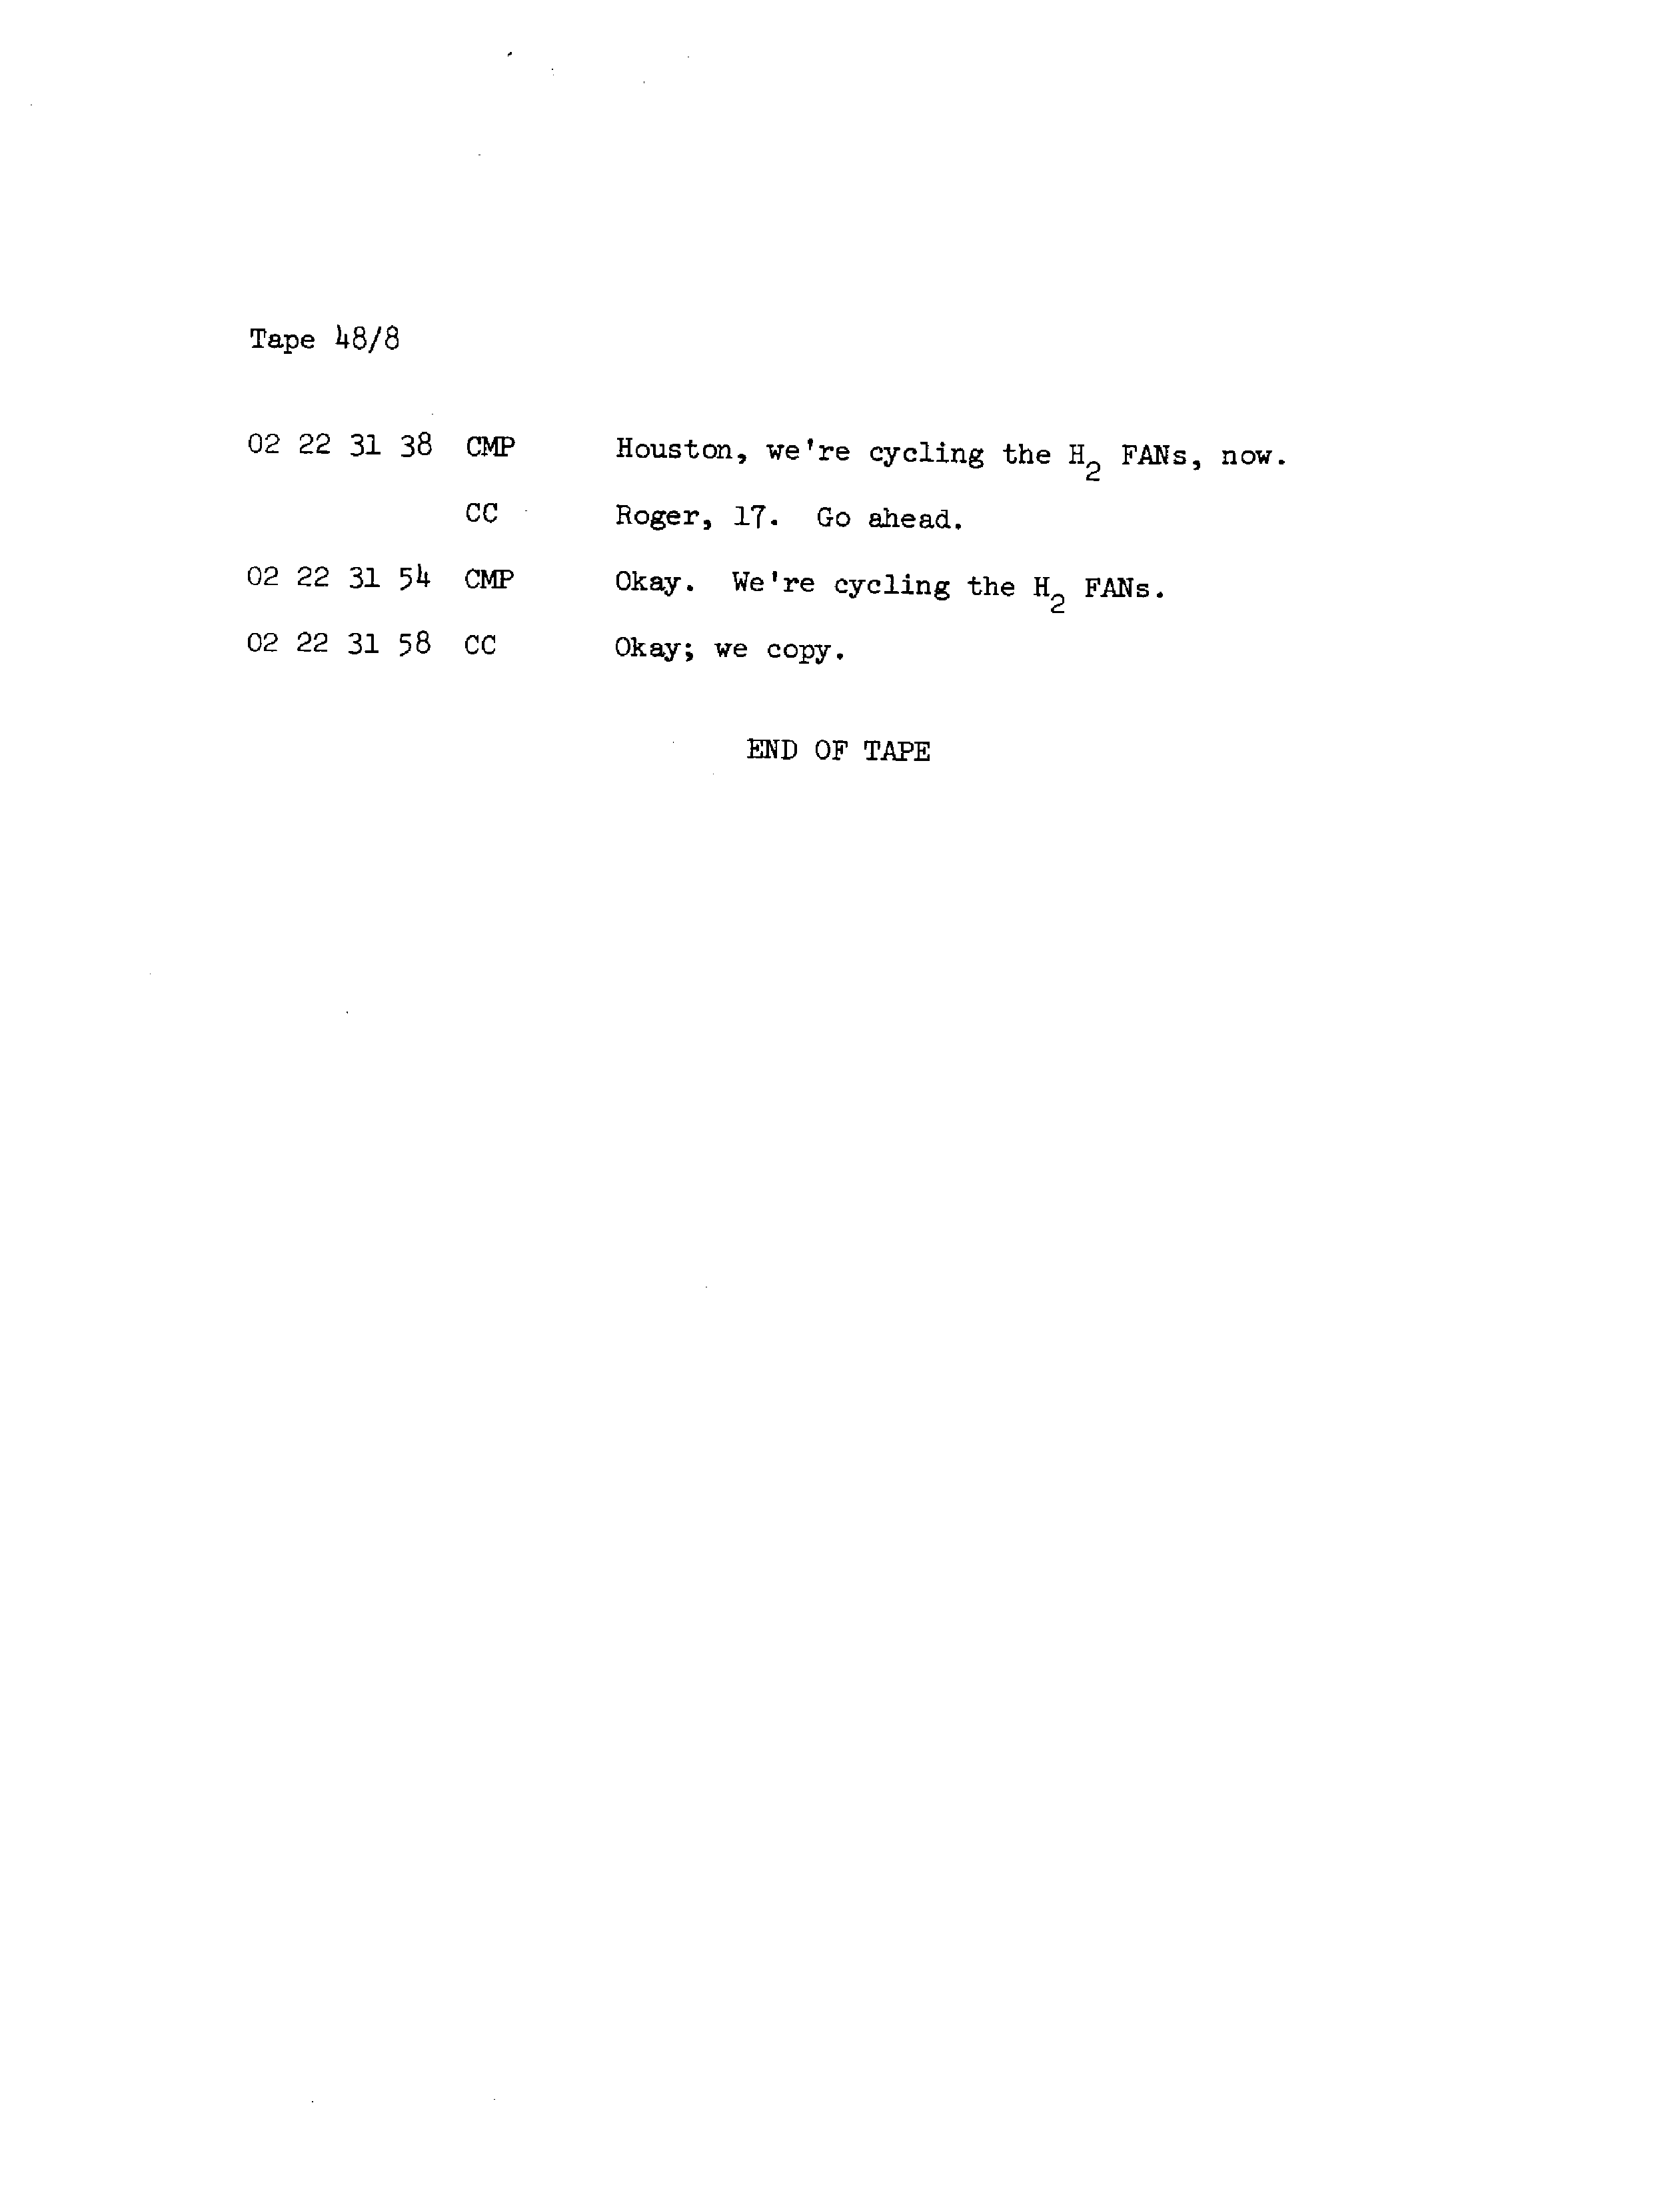 Tape 48/8
02 22 31 38 CMP Houston, we're cycling the H₂ FANs, now.
CC Roger, 17. Go ahead.
02 22 31 54 CMP Okay. We're cycling the H₂ FANs.
02 22 31 58 CC Okay; we copy.
END OF TAPE